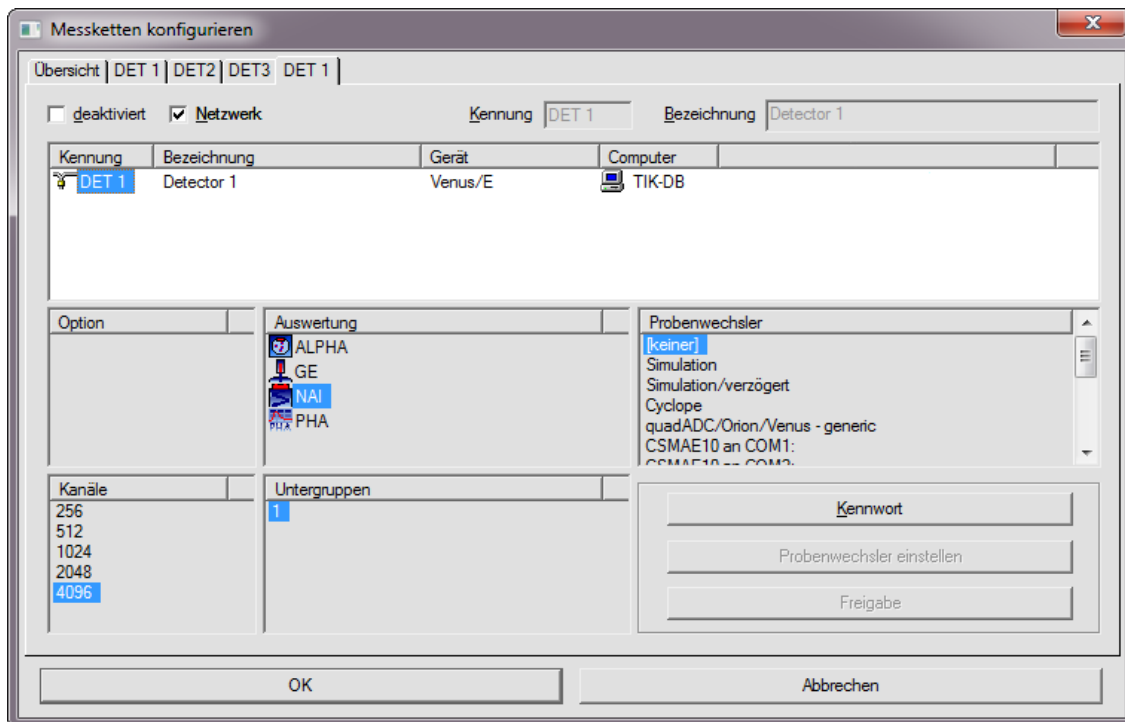 Messketten konfigurieren
Übersicht DET 1 DET2 DET3 DET 1
deaktiviert Netzwerk Kennung DET 1 Bezeichnung Detector 1
Kennung Bezeichnung Gerät Computer
DET 1 Detector 1 Venus/E TIK-DB
Option Auswertung Probenwechsler
ALPHA
GE
NAI
PHA
[keiner]
Simulation
Simulation/verzögert
Cyclope
quadADC/Orion/Venus - generic
CSMAE10 an COM1:
CSMAE10 an COM2:
Kanäle
256
512
1024
2048
4096
Untergruppen
1
Kennwort
Probenwechsler einstellen
Freigabe
OK Abbrechen